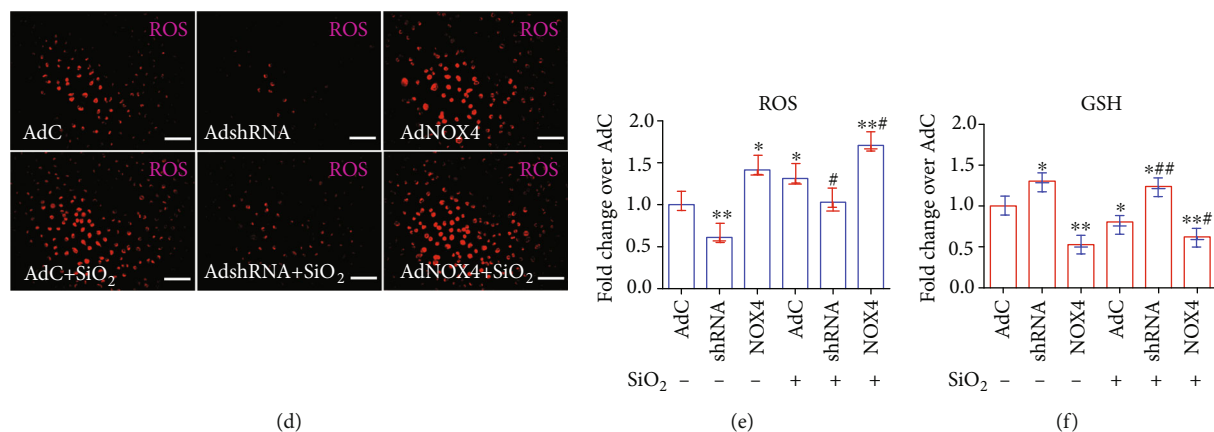 ROS
ROS
ROS
AdC
AdshRNA
AdNOX4
ROS
ROS
ROS
AdC+SiO₂
AdshRNA+SiO₂
AdNOX4+SiO₂
(d)
ROS
Fold change over AdC
2.0
1.5
1.0
0.5
0.0
**
*
*
#
**#
AdC
shRNA
NOX4
AdC
shRNA
NOX4
SiO₂ − − − + + +
(e)
GSH
Fold change over AdC
2.0
1.5
1.0
0.5
0.0
*
**
*
*##
**#
AdC
shRNA
NOX4
AdC
shRNA
NOX4
SiO₂ − − − + + +
(f)